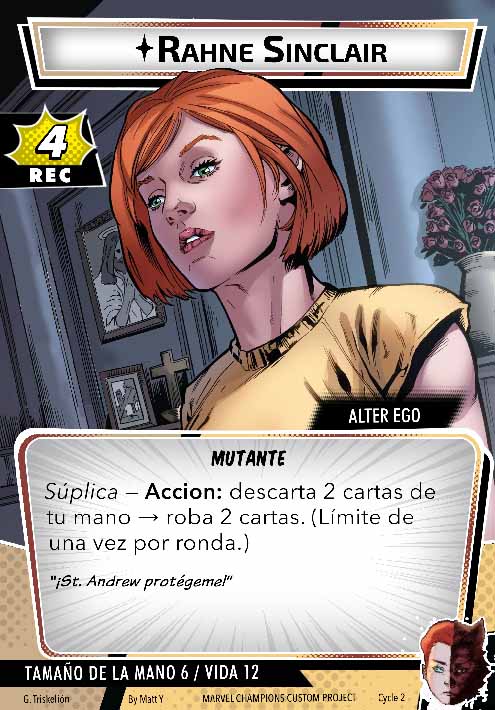 ✦Rahne Sinclair
4
REC
ALTER EGO
MUTANTE
Súplica – Accion: descarta 2 cartas de
tu mano → roba 2 cartas. (Límite de
una vez por ronda.)
"¡St. Andrew protégeme!"
TAMAÑO DE LA MANO 6 / VIDA 12
G. Triskelión By Matt Y MARVEL CHAMPIONS CUSTOM PROJECT Cycle 2